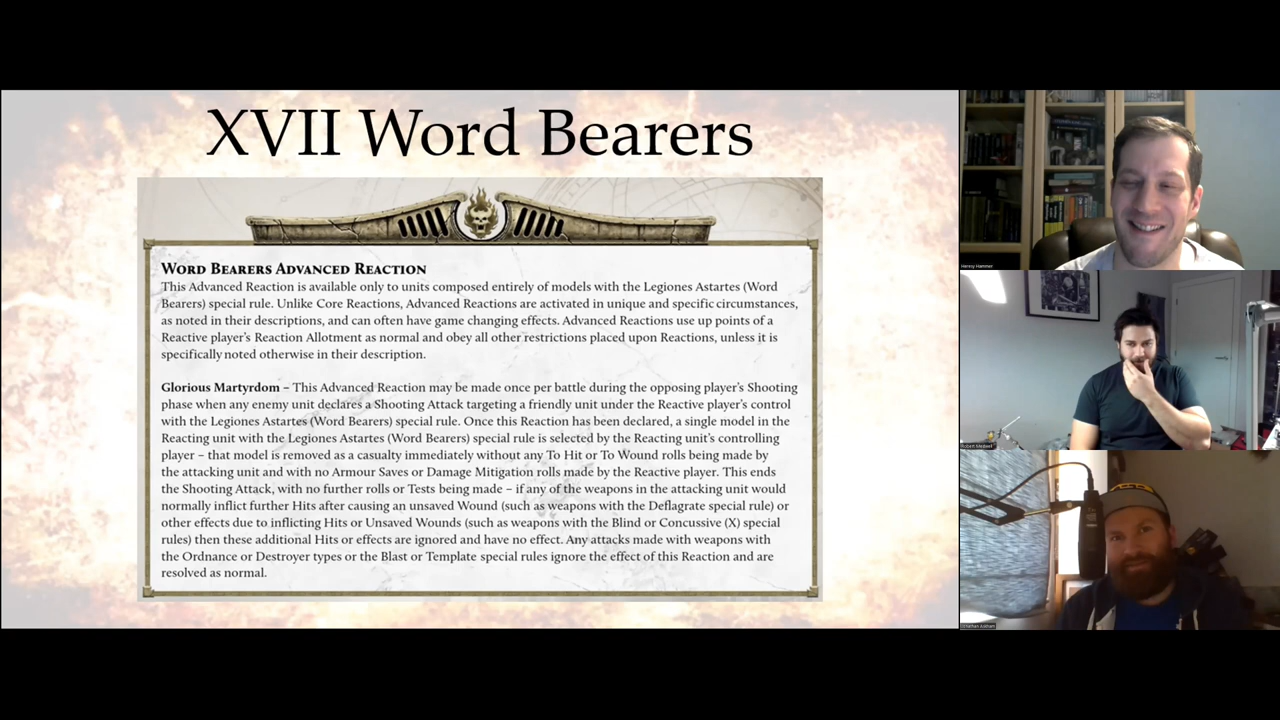 XVII Word Bearers
Word Bearers Advanced Reaction
This Advanced Reaction is available only to units composed entirely of models with the Legiones Astartes (Word
Bearers) special rule. Unlike Core Reactions, Advanced Reactions are activated in unique and specific circumstances,
as noted in their descriptions, and can often have game changing effects. Advanced Reactions use up points of a
Reactive player's Reaction Allotment as normal and obey all other restrictions placed upon Reactions, unless it is
specifically noted otherwise in their description.
Glorious Martyrdom – This Advanced Reaction may be made once per battle during the opposing player's Shooting
phase when any enemy unit declares a Shooting Attack targeting a friendly unit under the Reactive player's control
with the Legiones Astartes (Word Bearers) special rule. Once this Reaction has been declared, a single model in the
Reacting unit with the Legiones Astartes (Word Bearers) special rule is selected by the Reacting unit's controlling
player – that model is removed as a casualty immediately without any To Hit or To Wound rolls being made by
the attacking unit and with no Armour Saves or Damage Mitigation rolls made by the Reactive player. This ends
the Shooting Attack, with no further rolls or Tests being made – if any of the weapons in the attacking unit would
normally inflict further Hits after causing an unsaved Wound (such as weapons with the Deflagrate special rule) or
other effects due to inflicting Hits or Unsaved Wounds (such as weapons with the Blind or Concussive (X) special
rules) then these additional Hits or effects are ignored and have no effect. Any attacks made with weapons with
the Ordnance or Destroyer types or the Blast or Template special rules ignore the effect of this Reaction and are
resolved as normal.